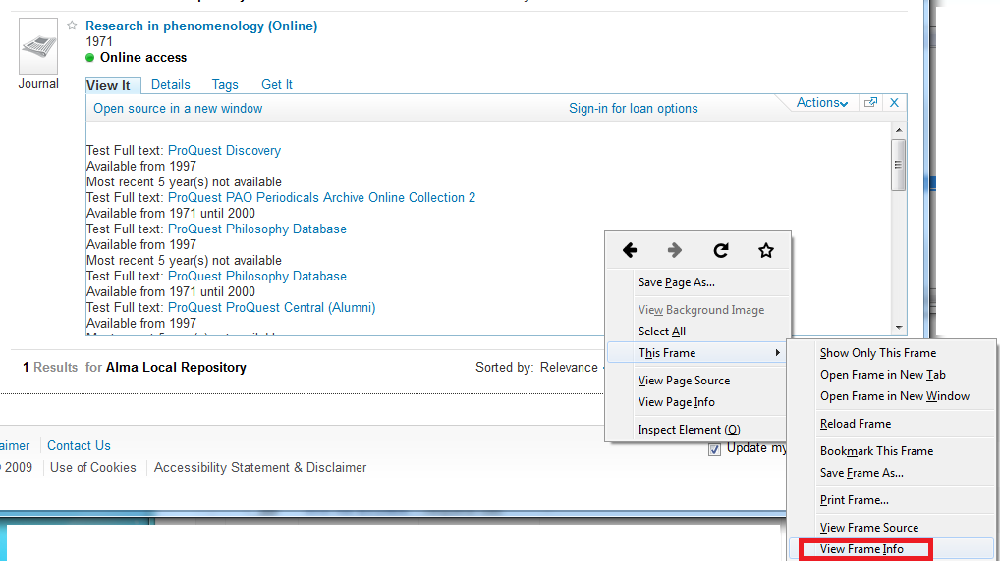 Research in phenomenology (Online)
1971
Online access
Journal
View It Details Tags Get It
Open source in a new window Sign-in for loan options Actions X
Test Full text: ProQuest Discovery
Available from 1997
Most recent 5 year(s) not available
Test Full text: ProQuest PAO Periodicals Archive Online Collection 2
Available from 1971 until 2000
Test Full text: ProQuest Philosophy Database
Available from 1997
Most recent 5 year(s) not available
Test Full text: ProQuest Philosophy Database
Available from 1971 until 2000
Test Full text: ProQuest ProQuest Central (Alumni)
Available from 1997
1 Results for Alma Local Repository Sorted by: Relevance
Save Page As...
View Background Image
Select All
This Frame
View Page Source
View Page Info
Inspect Element (Q)
Show Only This Frame
Open Frame in New Tab
Open Frame in New Window
Reload Frame
Bookmark This Frame
Save Frame As...
Print Frame...
View Frame Source
View Frame Info
Update my
aimer Contact Us
2009 Use of Cookies Accessibility Statement & Disclaimer